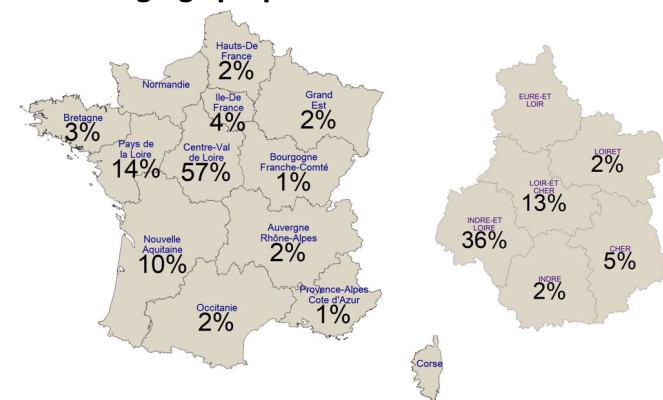 Hauts-De
France
2%
Normandie
Ile-De
France
4%
Grand
Est
2%
Bretagne
3%
Pays de
la Loire
14%
Centre-Val
de Loire
57%
Bourgogne
Franche-Comté
1%
Nouvelle
Aquitaine
10%
Auvergne
Rhône-Alpes
2%
Occitanie
2%
Provence-Alpes
Cote d'Azur
1%
Corse
EURE-ET
LOIR
LOIRET
2%
LOIR-ET
CHER
13%
INDRE-ET
LOIRE
36%
CHER
5%
INDRE
2%